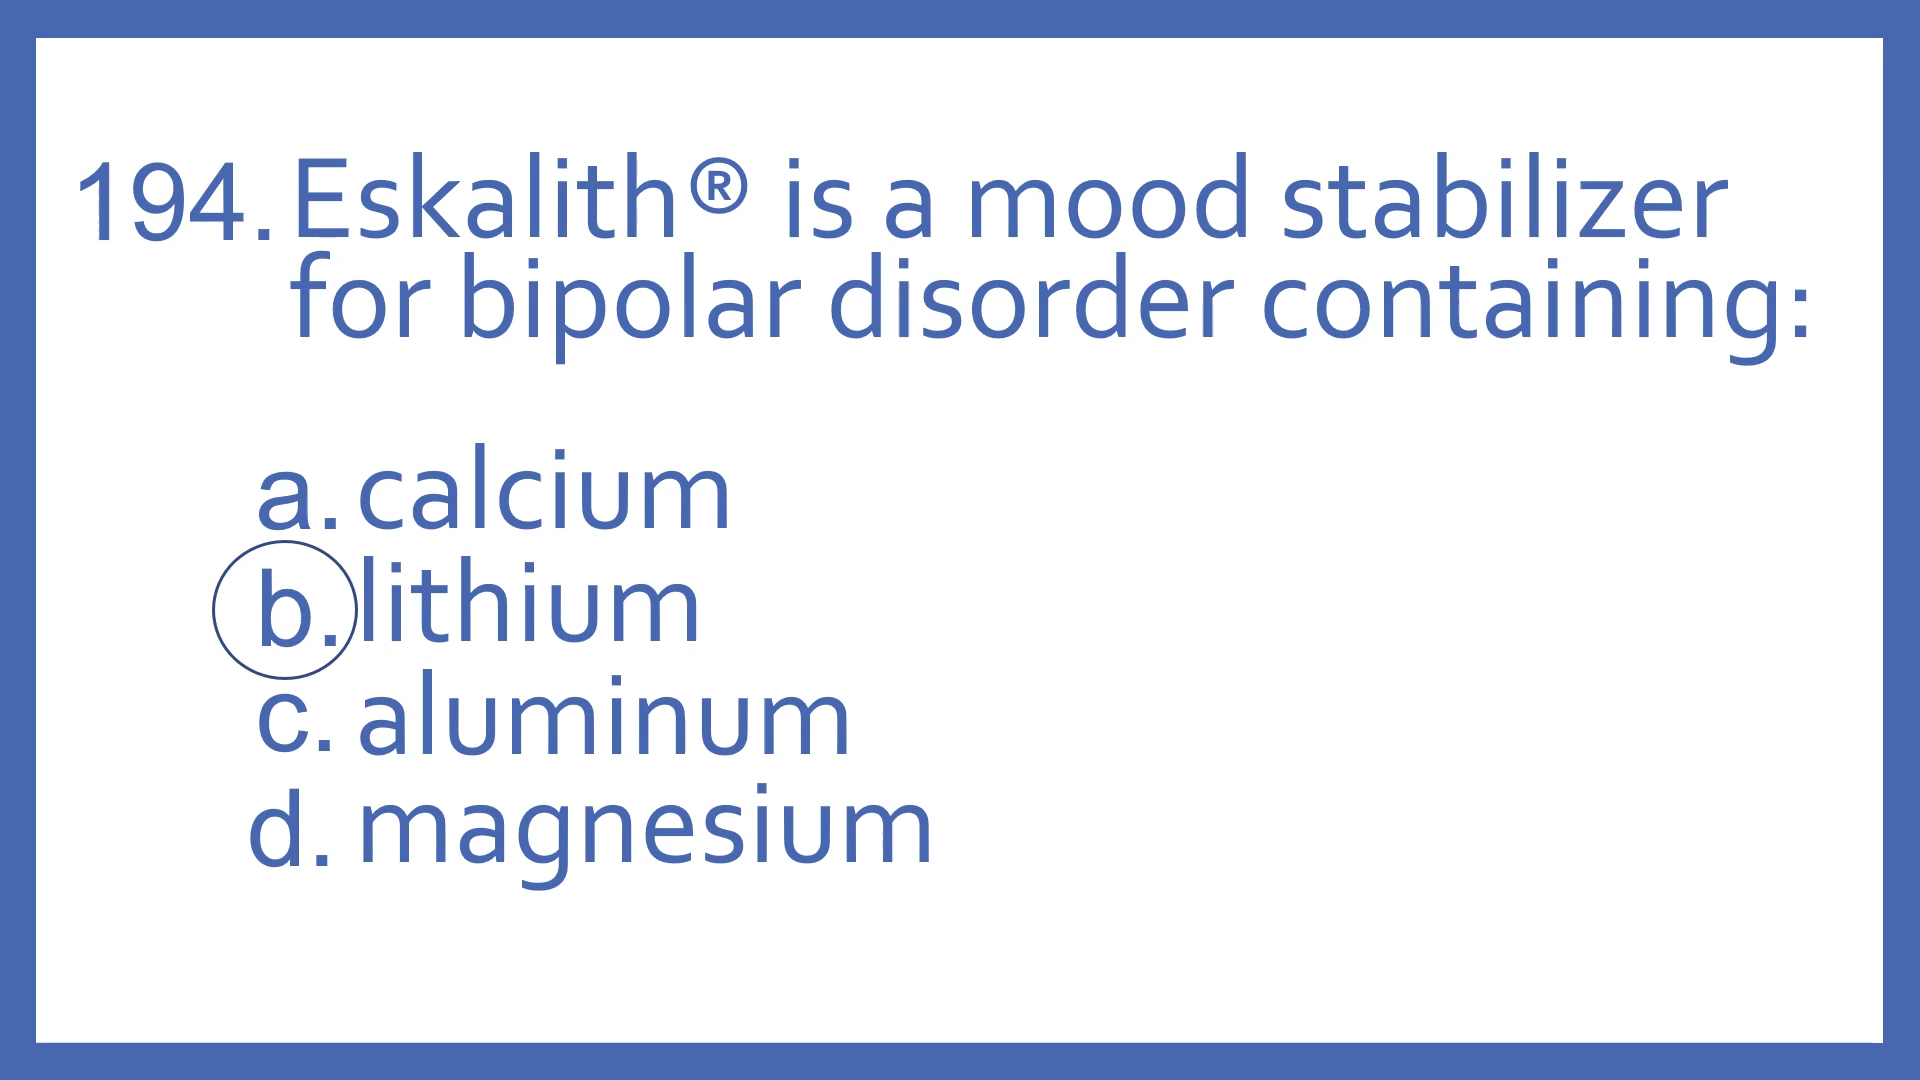 194. Eskalith® is a mood stabilizer
for bipolar disorder containing:
a. calcium
b. lithium
c. aluminum
d. magnesium